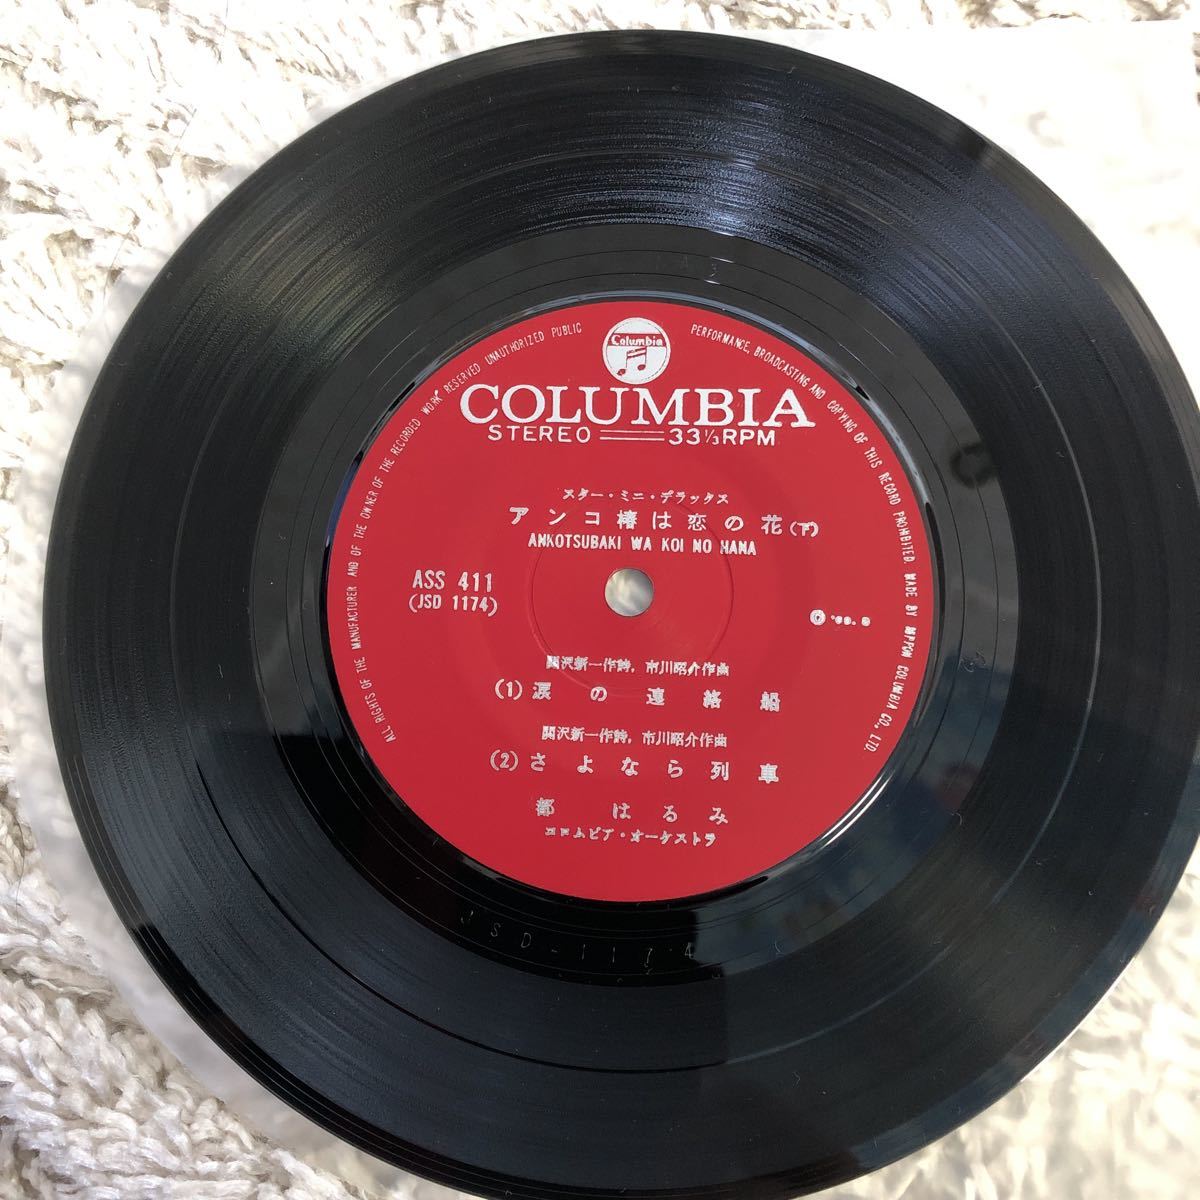 ALL RIGHTS OF THE MANUFACTURER AND OF THE OWNER OF THE RECORDED WORK RESERVED UNAUTHORIZED PUBLIC PERFORMANCE, BROADCASTING AND COPYING OF THIS RECORD PROHIBITED. MADE BY NIPPON COLUMBIA CO., LTD.
Columbia
COLUMBIA
STEREO 33⅓RPM
スター・ミニ・デラックス
アンコ椿は恋の花(下)
ANKOTSUBAKI WA KOI NO HANA
ASS 411
(JSD 1174)
関沢新一作詩, 市川昭介作曲
(1) 涙の連絡船
関沢新一作詩, 市川昭介作曲
(2) さよなら列車
都はるみ
コロムビア・オーケストラ
JSD-1174